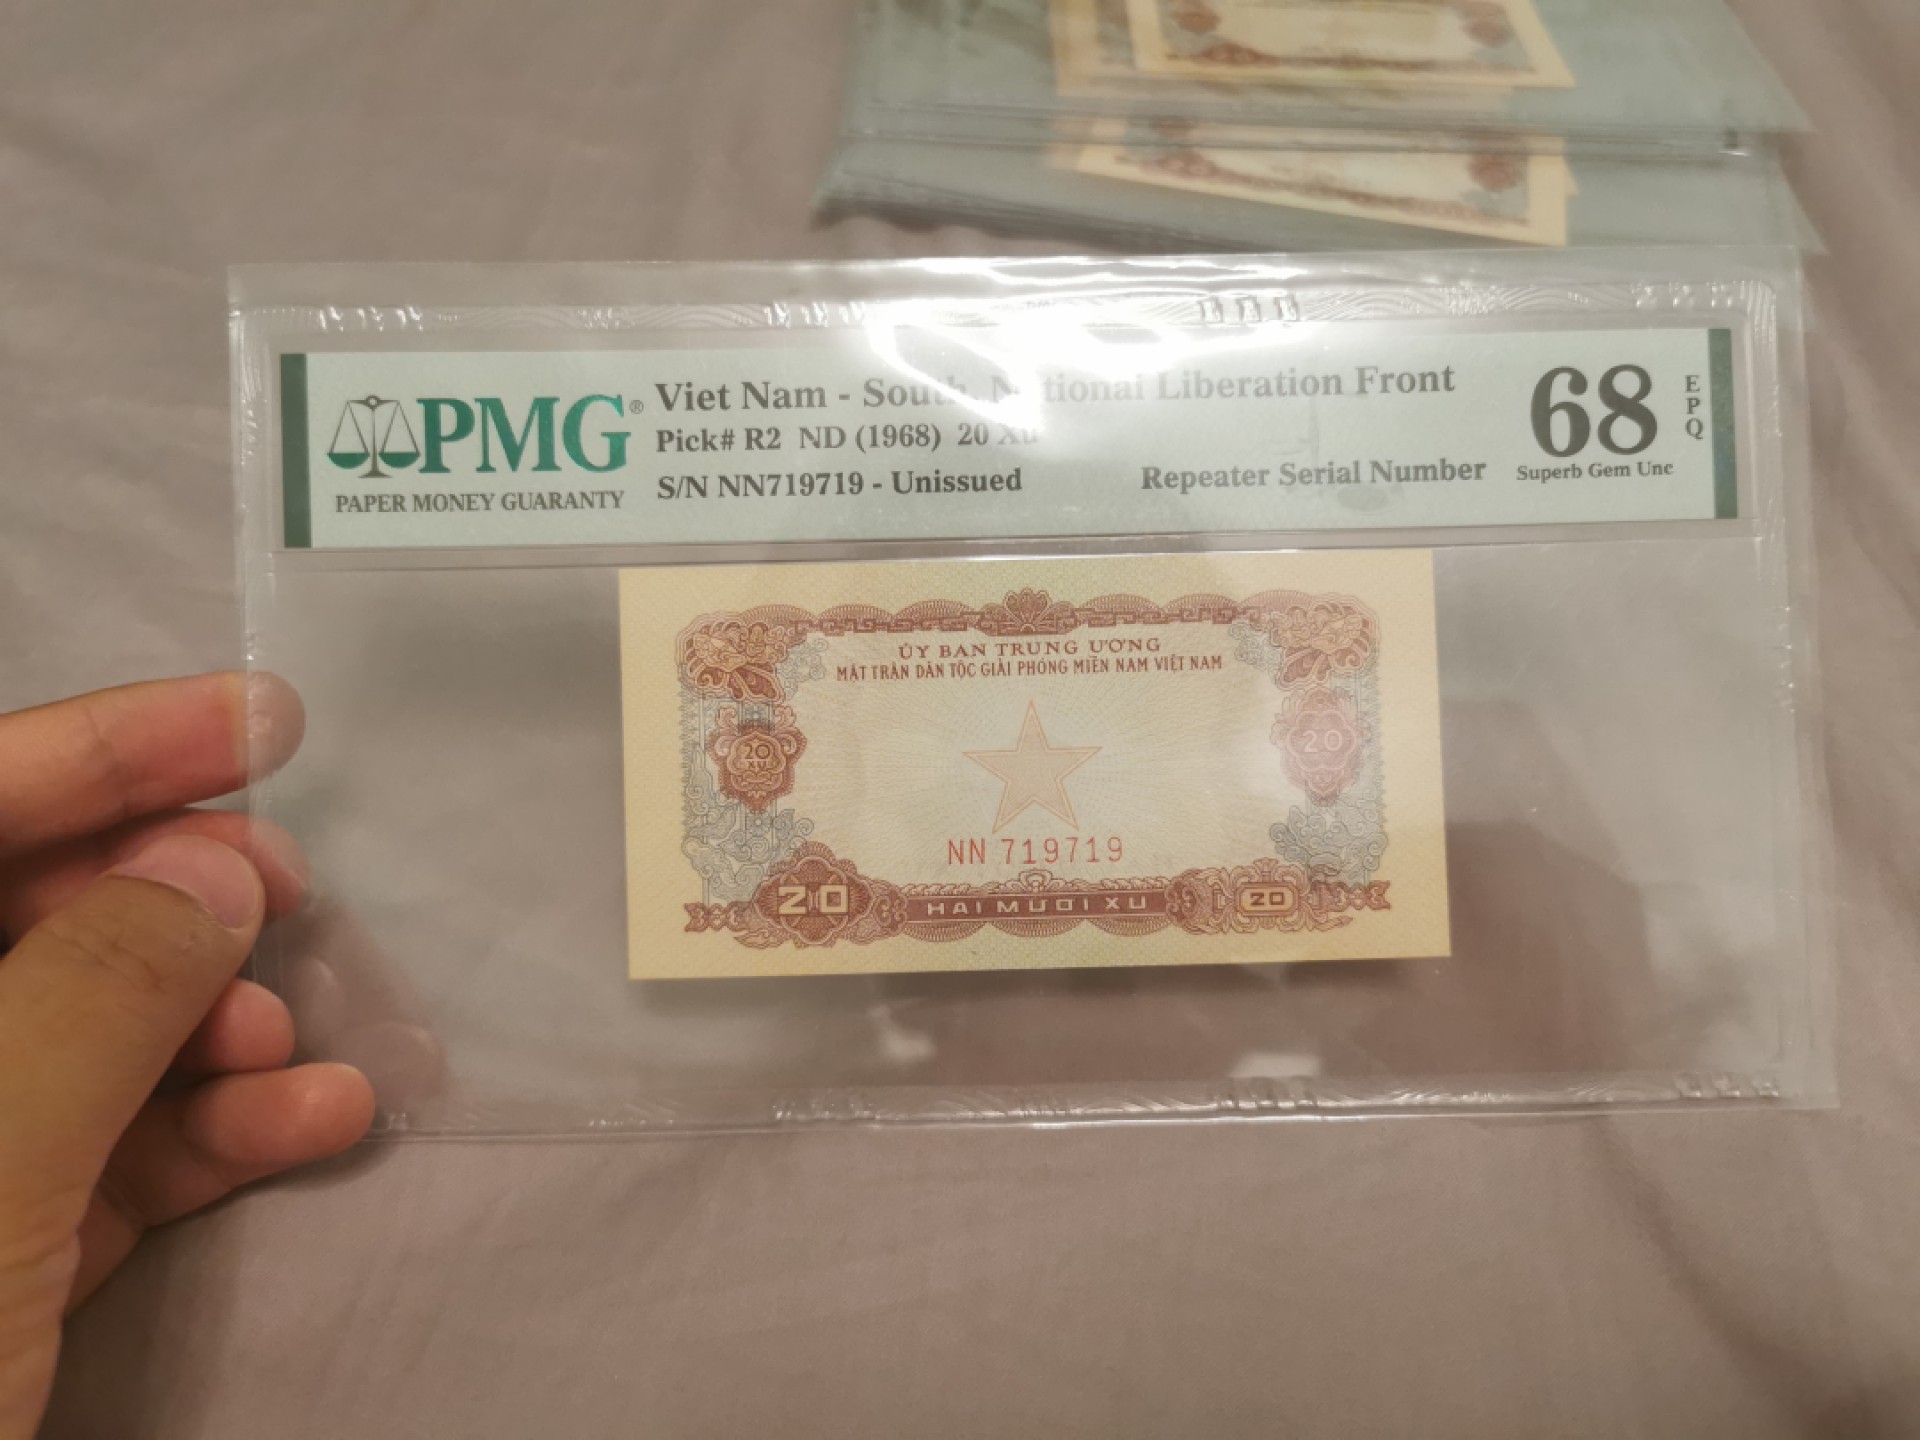 PMG®
PAPER MONEY GUARANTY
Viet Nam - South, National Liberation Front
Pick# R2 ND (1968) 20 Xu
S/N NN719719 - Unissued
Repeater Serial Number
68
EPQ
Superb Gem Unc
ỦY BAN TRUNG ƯƠNG
MẶT TRẬN DÂN TỘC GIẢI PHÓNG MIỀN NAM VIỆT NAM
20
XU
20
NN 719719
20
HAI MƯƠI XU
20